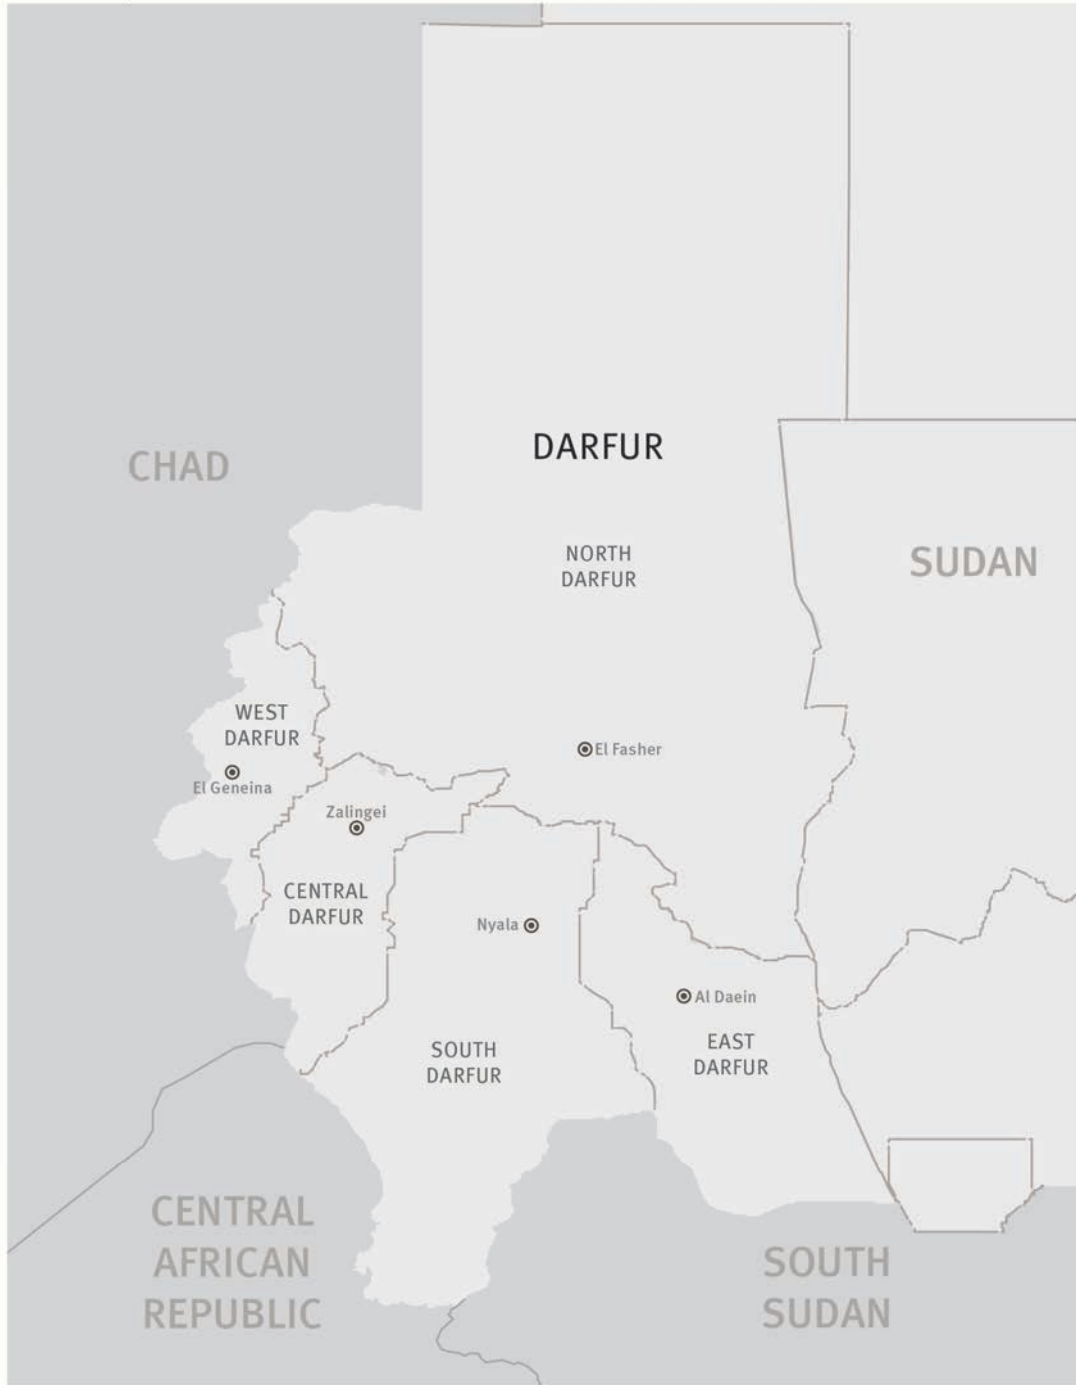 DARFUR
CHAD
NORTH
DARFUR
SUDAN
WEST
DARFUR
El Fasher
El Geneina
Zalingei
CENTRAL
DARFUR
Nyala
Al Daein
SOUTH
DARFUR
EAST
DARFUR
CENTRAL
AFRICAN
REPUBLIC
SOUTH
SUDAN